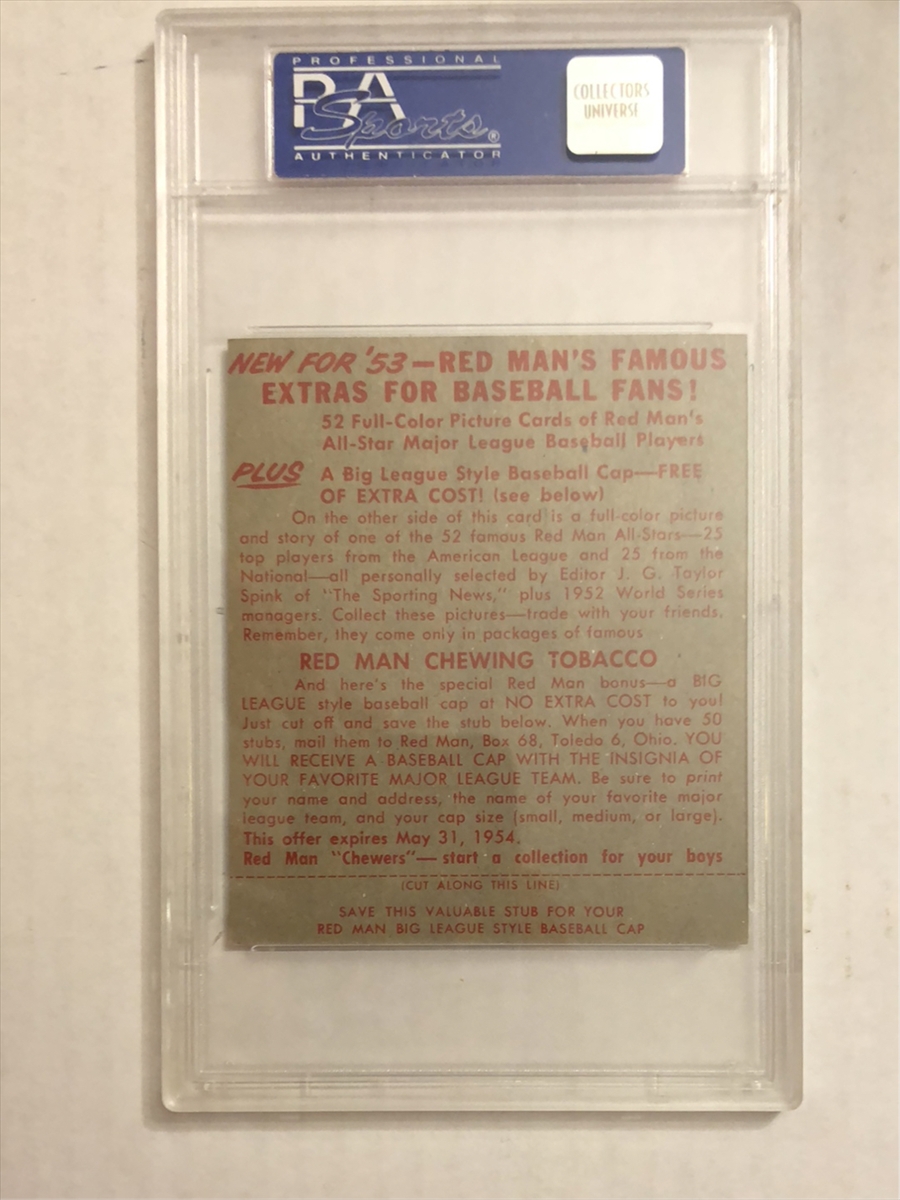 PROFESSIONAL
PSA
Sports®
AUTHENTICATOR
COLLECTORS
UNIVERSE
NEW FOR '53—RED MAN'S FAMOUS
EXTRAS FOR BASEBALL FANS!
52 Full-Color Picture Cards of Red Man's
All-Star Major League Baseball Players
PLUS A Big League Style Baseball Cap—FREE
OF EXTRA COST! (see below)
On the other side of this card is a full-color picture
and story of one of the 52 famous Red Man All-Stars—25
top players from the American League and 25 from the
National—all personally selected by Editor J. G. Taylor
Spink of "The Sporting News," plus 1952 World Series
managers. Collect these pictures—trade with your friends.
Remember, they come only in packages of famous
RED MAN CHEWING TOBACCO
And here's the special Red Man bonus—a BIG
LEAGUE style baseball cap at NO EXTRA COST to you!
Just cut off and save the stub below. When you have 50
stubs, mail them to Red Man, Box 68, Toledo 6, Ohio. YOU
WILL RECEIVE A BASEBALL CAP WITH THE INSIGNIA OF
YOUR FAVORITE MAJOR LEAGUE TEAM. Be sure to print
your name and address, the name of your favorite major
league team, and your cap size (small, medium, or large).
This offer expires May 31, 1954.
Red Man "Chewers"—start a collection for your boys
(CUT ALONG THIS LINE)
SAVE THIS VALUABLE STUB FOR YOUR
RED MAN BIG LEAGUE STYLE BASEBALL CAP